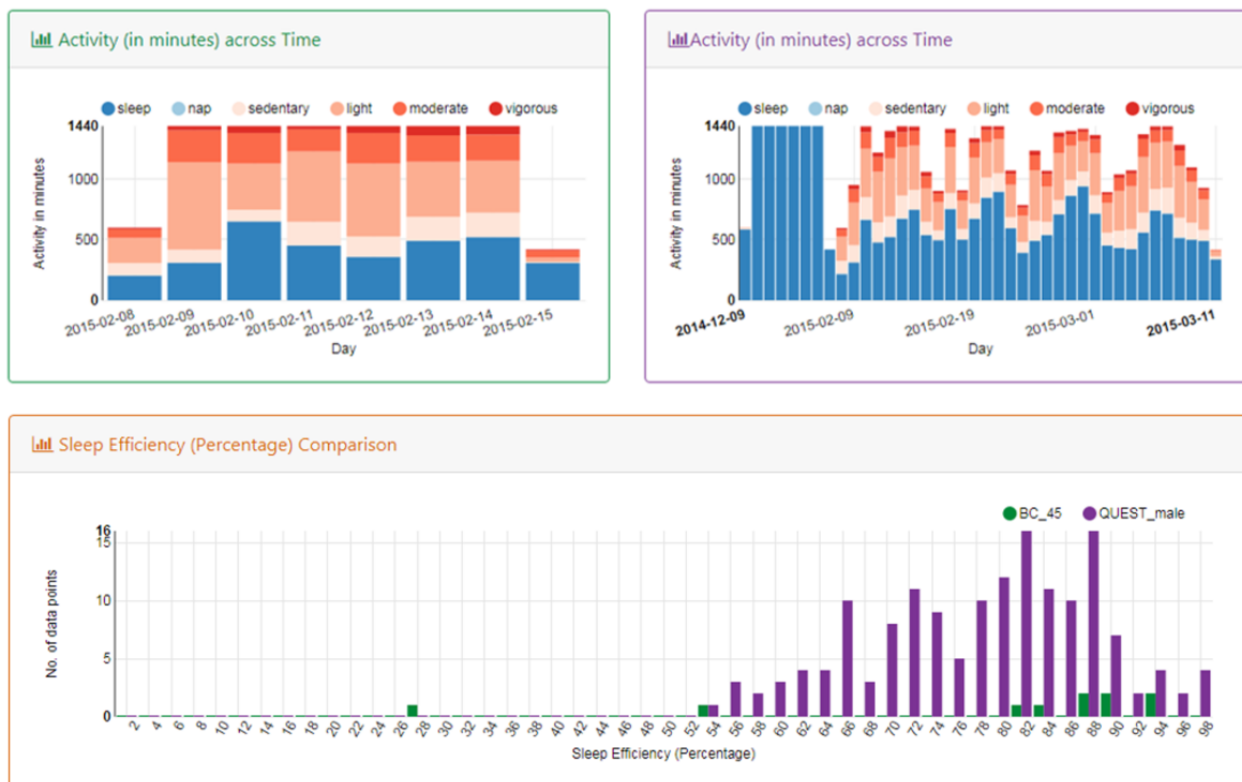 Activity (in minutes) across Time
sleep nap sedentary light moderate vigorous
1440
1000
500
0
Activity in minutes
2015-02-08 2015-02-09 2015-02-10 2015-02-11 2015-02-12 2015-02-13 2015-02-14 2015-02-15
Day
Activity (in minutes) across Time
sleep nap sedentary light moderate vigorous
1440
1000
500
0
Activity in minutes
2014-12-09 2015-02-09 2015-02-19 2015-03-01 2015-03-11
Day
Sleep Efficiency (Percentage) Comparison
BC_45 QUEST_male
16
15
10
5
0
No. of data points
2 4 6 8 10 12 14 16 18 20 22 24 26 28 30 32 34 36 38 40 42 44 46 48 50 52 54 56 58 60 62 64 66 68 70 72 74 76 78 80 82 84 86 88 90 92 94 96 98
Sleep Efficiency (Percentage)